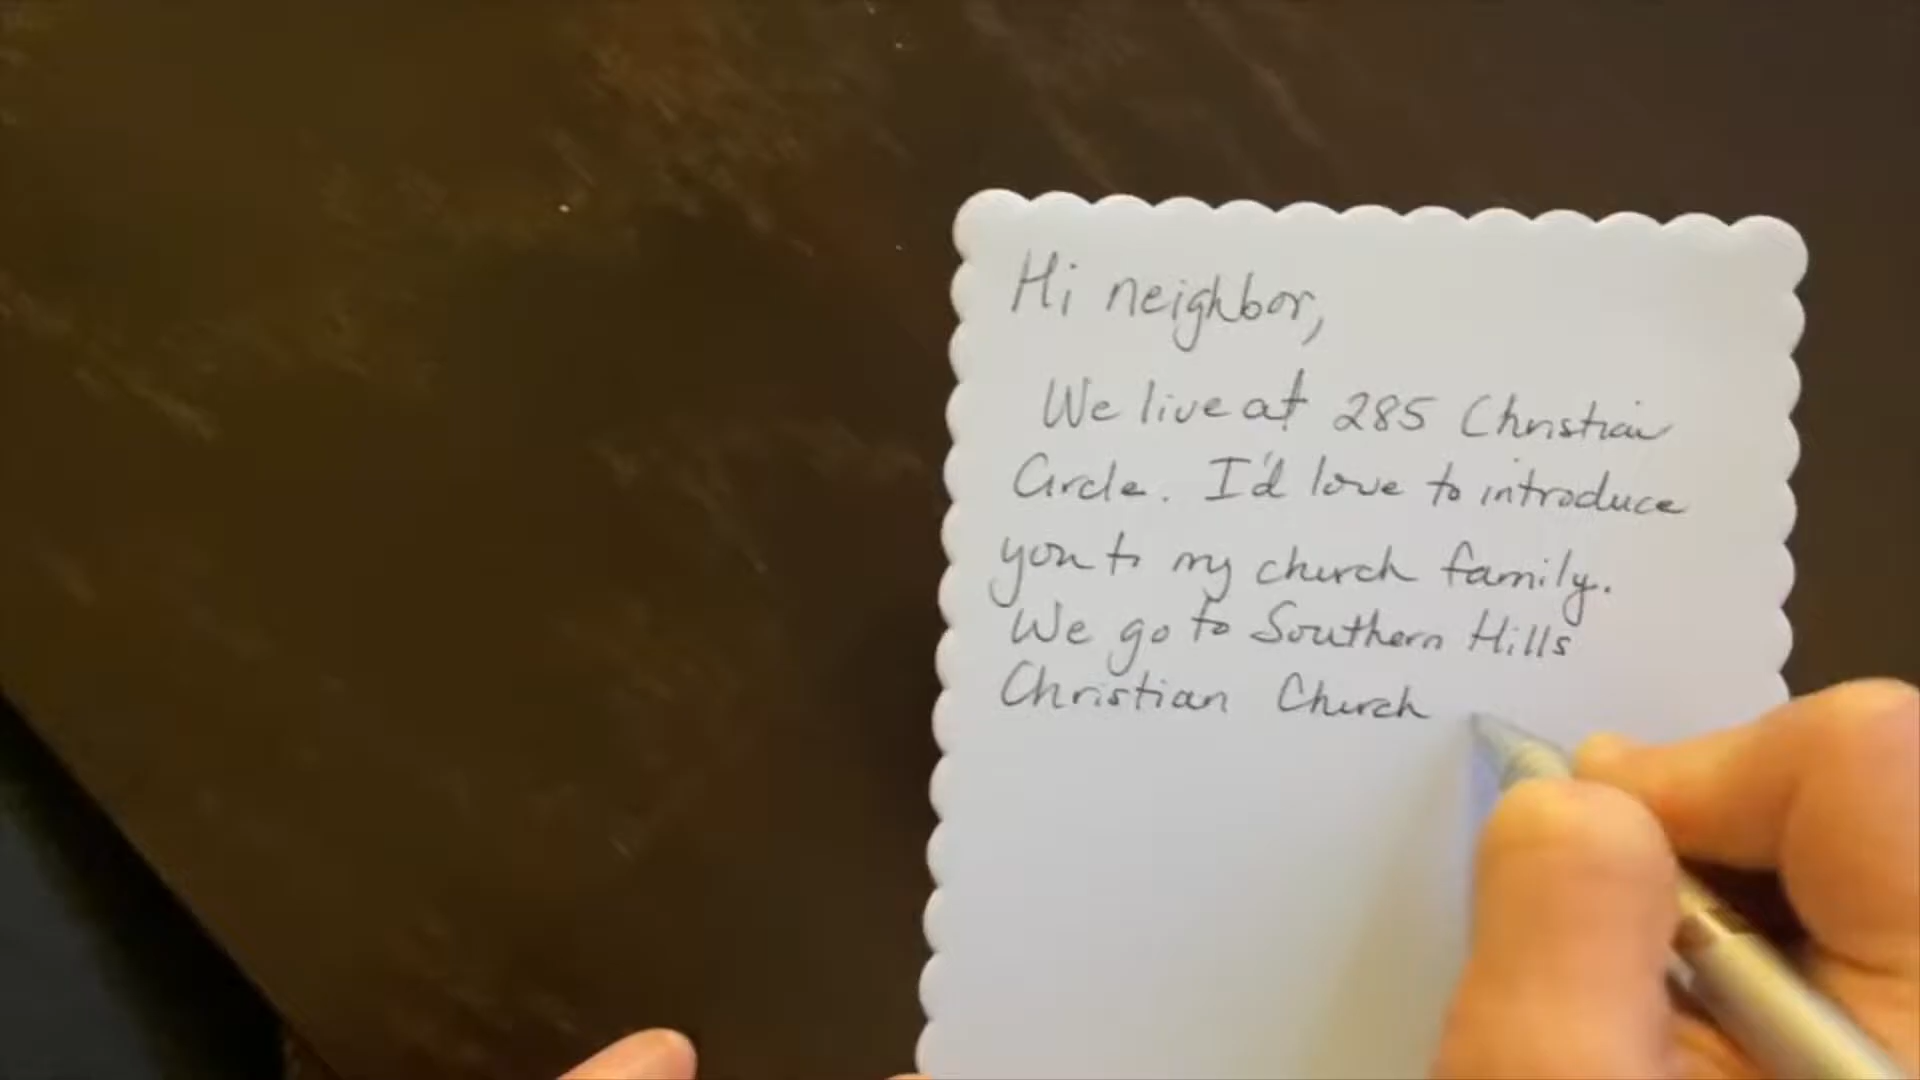 Hi neighbor,
We live at 285 Christian
Circle. I'd love to introduce
you to my church family.
We go to Southern Hills
Christian Church